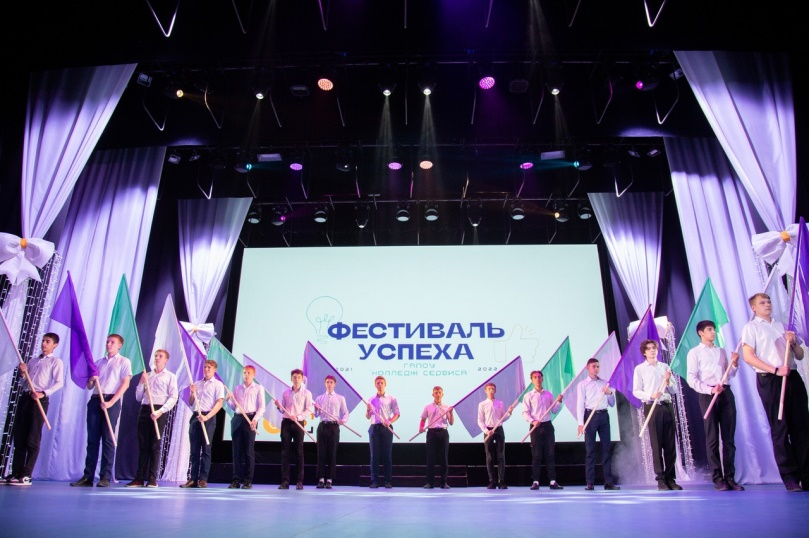 ФЕСТИВАЛЬ
УСПЕХА
2021
2022
ГАПОУ
КОЛЛЕДЖ СЕРВИСА